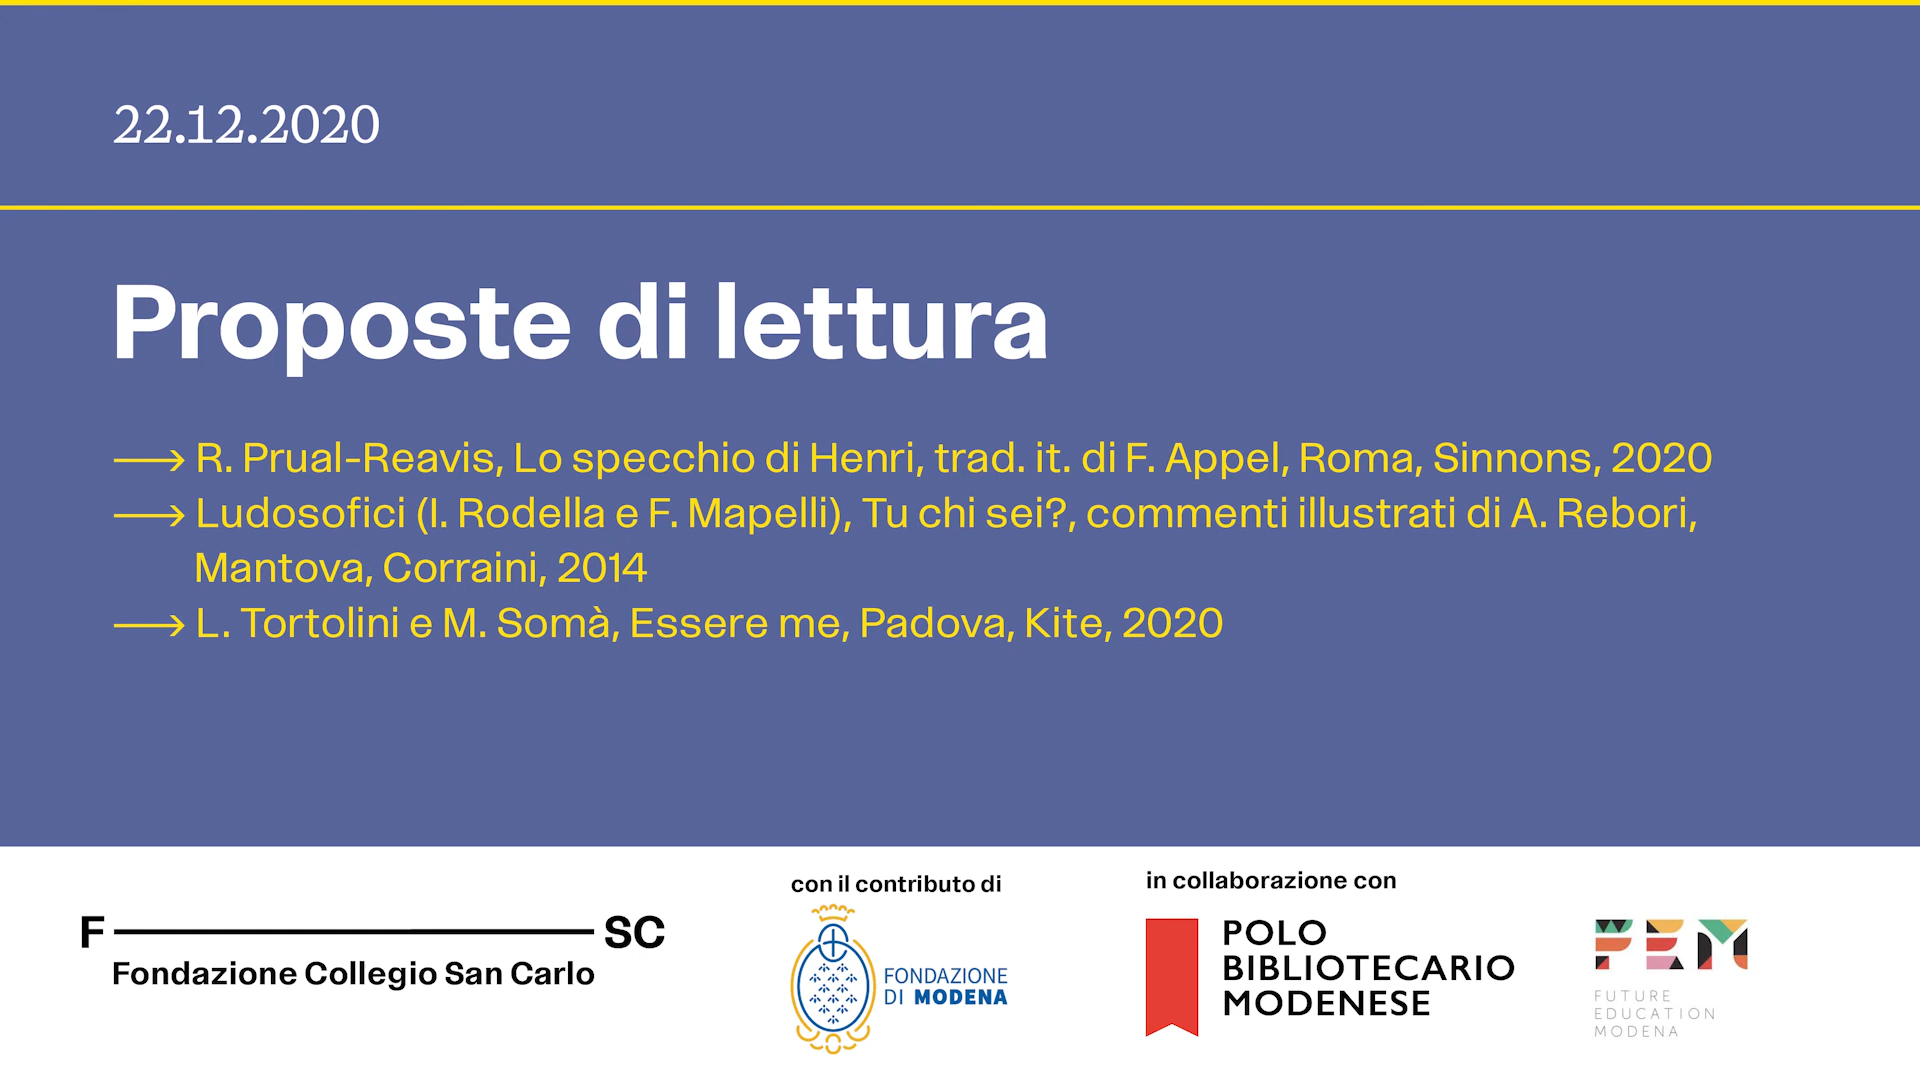 22.12.2020
Proposte di lettura
⟶ R. Prual-Reavis, Lo specchio di Henri, trad. it. di F. Appel, Roma, Sinnons, 2020
⟶ Ludosofici (I. Rodella e F. Mapelli), Tu chi sei?, commenti illustrati di A. Rebori,
Mantova, Corraini, 2014
⟶ L. Tortolini e M. Somà, Essere me, Padova, Kite, 2020
F SC
Fondazione Collegio San Carlo
con il contributo di
FONDAZIONE
DI MODENA
in collaborazione con
POLO
BIBLIOTECARIO
MODENESE
FEM
FUTURE
EDUCATION
MODENA